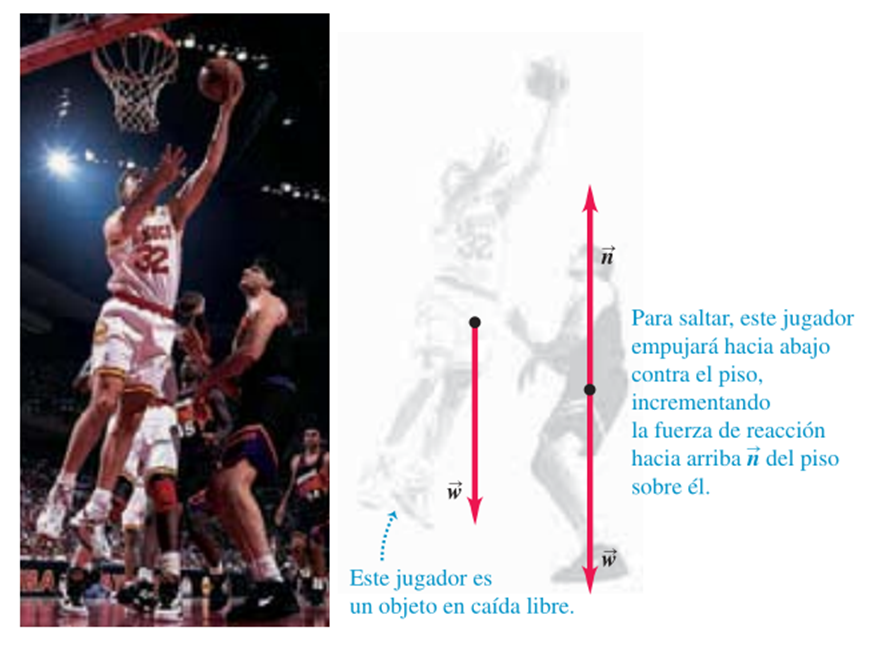 32
32
n
Para saltar, este jugador
empujará hacia abajo
contra el piso,
incrementando
la fuerza de reacción
hacia arriba n⃗ del piso
sobre él.
w⃗
w⃗
Este jugador es
un objeto en caída libre.